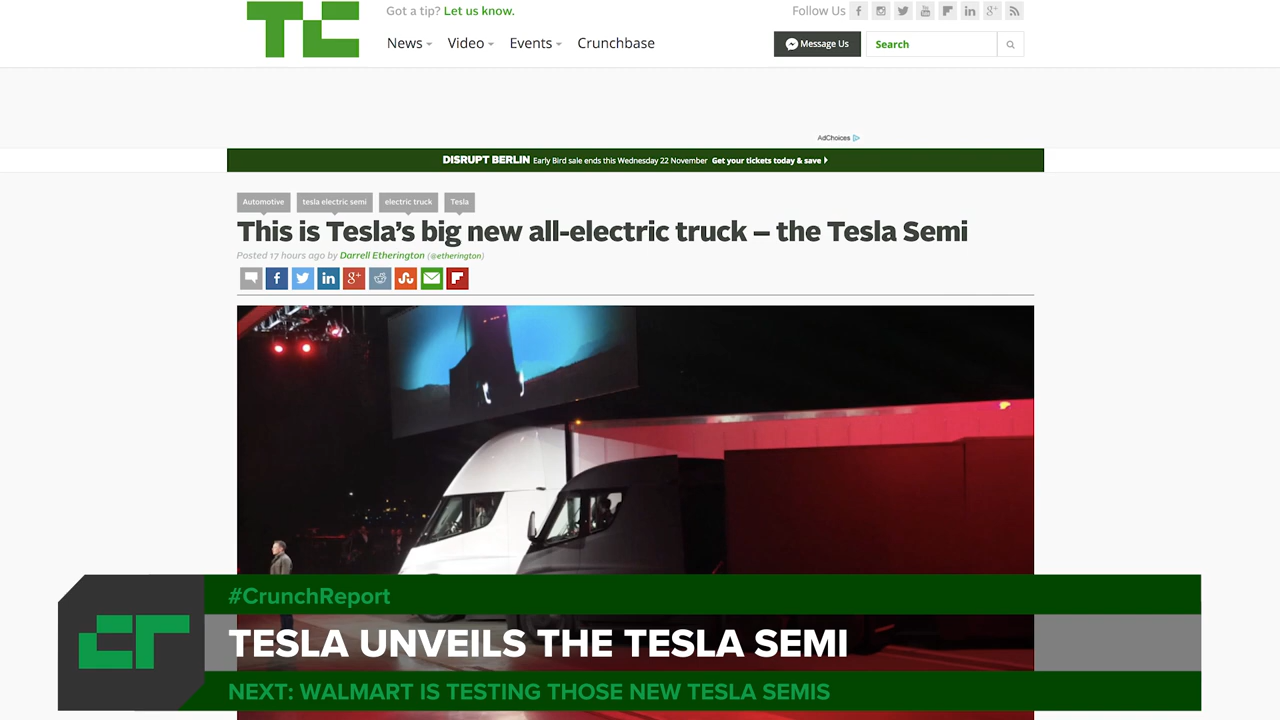 TC
Got a tip? Let us know.
Follow Us
News Video Events Crunchbase
Message Us
Search
AdChoices
DISRUPT BERLIN Early Bird sale ends this Wednesday 22 November Get your tickets today & save
Automotive tesla electric semi electric truck Tesla
This is Tesla’s big new all-electric truck – the Tesla Semi
Posted 17 hours ago by Darrell Etherington (@etherington)
#CrunchReport
CR
TESLA UNVEILS THE TESLA SEMI
NEXT: WALMART IS TESTING THOSE NEW TESLA SEMIS